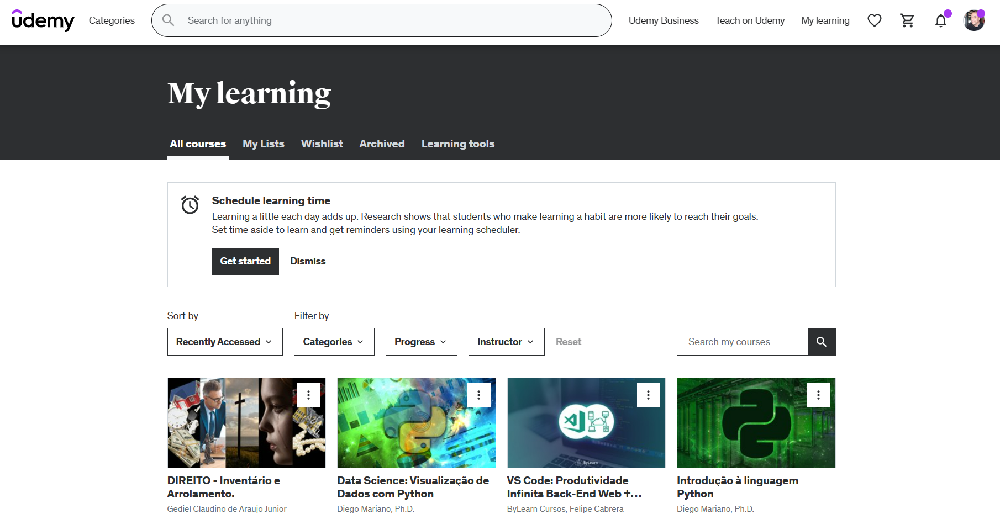 udemy
Categories
Search for anything
Udemy Business
Teach on Udemy
My learning
My learning
All courses
My Lists
Wishlist
Archived
Learning tools
Schedule learning time
Learning a little each day adds up. Research shows that students who make learning a habit are more likely to reach their goals.
Set time aside to learn and get reminders using your learning scheduler.
Get started
Dismiss
Sort by
Filter by
Recently Accessed
Categories
Progress
Instructor
Reset
Search my courses
ByLearn
DIREITO - Inventário e
Arrolamento.
Gediel Claudino de Araujo Junior
Data Science: Visualização de
Dados com Python
Diego Mariano, Ph.D.
VS Code: Produtividade
Infinita Back-End Web +...
ByLearn Cursos, Felipe Cabrera
Introdução à linguagem
Python
Diego Mariano, Ph.D.